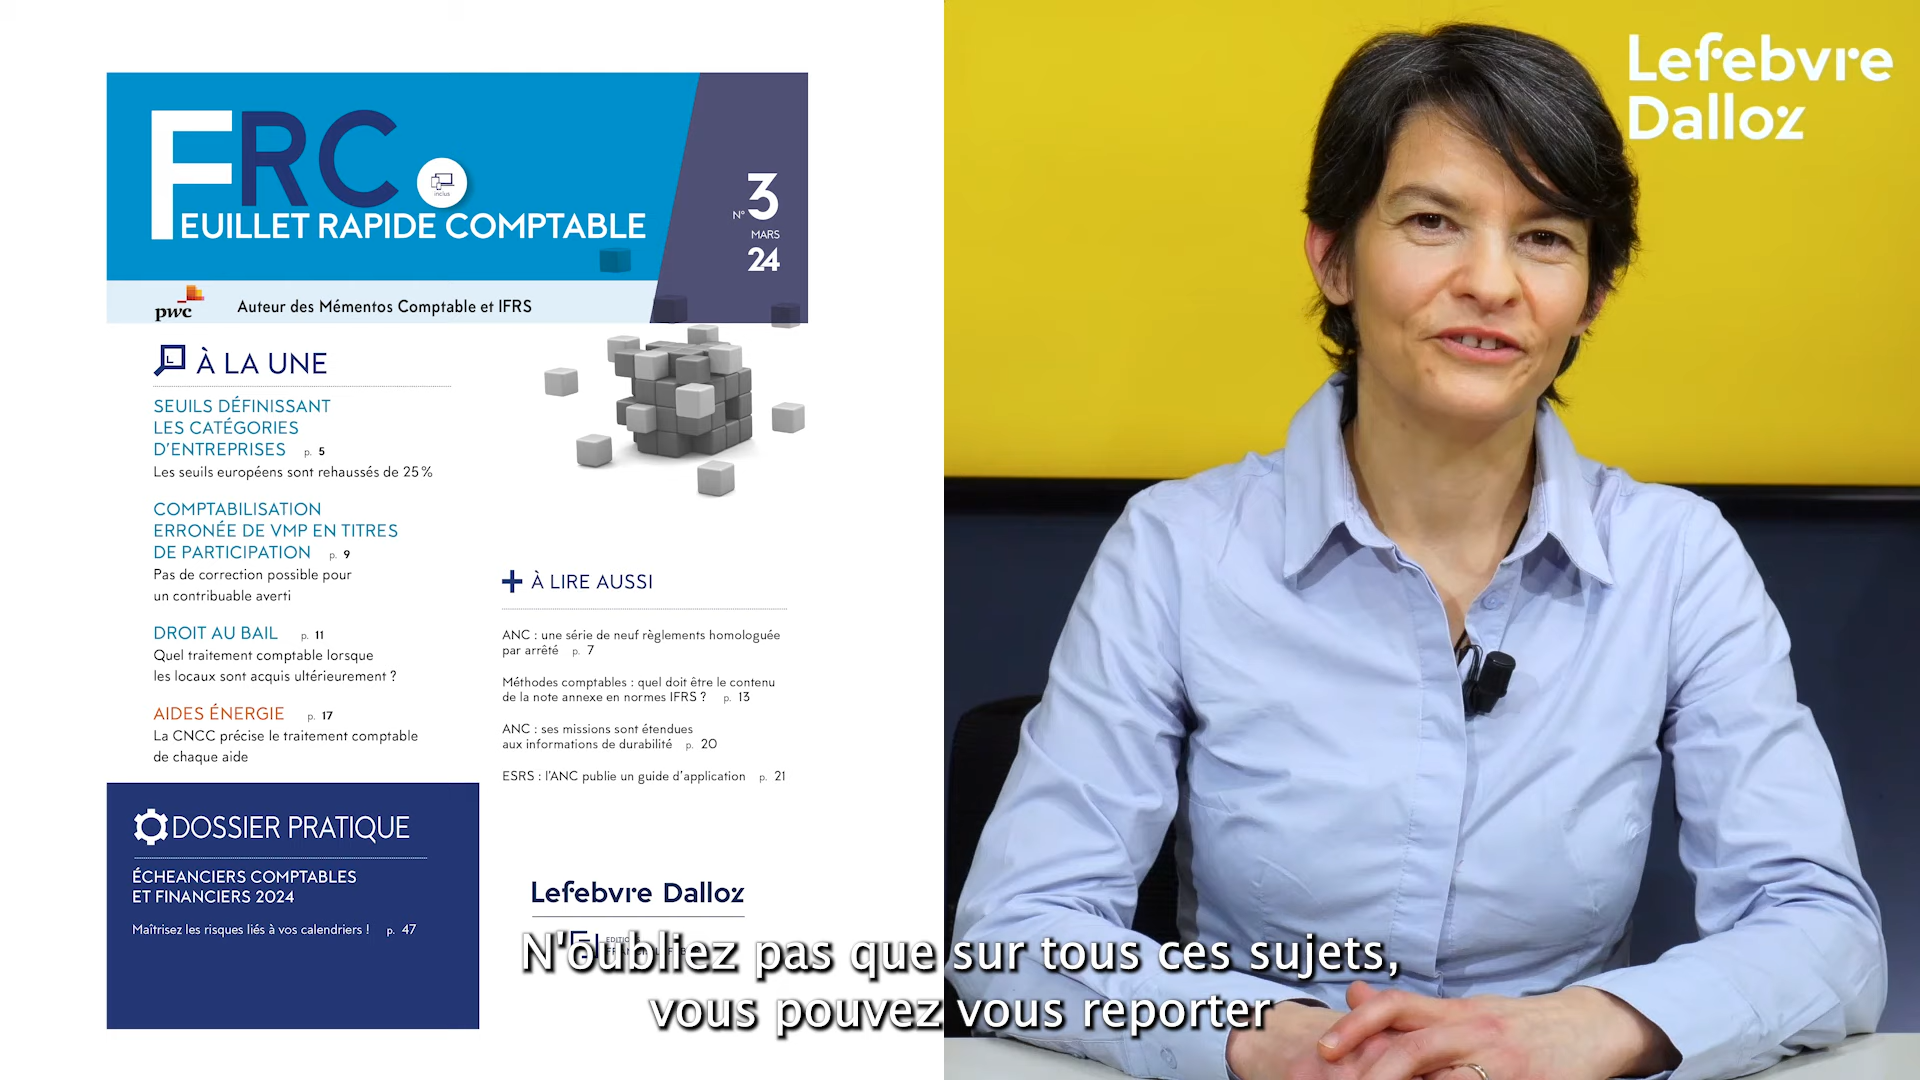 FRC
inclus
FEUILLET RAPIDE COMPTABLE
N° 3
MARS
24
pwc
Auteur des Mémentos Comptable et IFRS
À LA UNE
SEUILS DÉFINISSANT
LES CATÉGORIES
D'ENTREPRISES p. 5
Les seuils européens sont rehaussés de 25 %
COMPTABILISATION
ERRONÉE DE VMP EN TITRES
DE PARTICIPATION p. 9
Pas de correction possible pour
un contribuable averti
DROIT AU BAIL p. 11
Quel traitement comptable lorsque
les locaux sont acquis ultérieurement ?
AIDES ÉNERGIE p. 17
La CNCC précise le traitement comptable
de chaque aide
DOSSIER PRATIQUE
ÉCHEANCIERS COMPTABLES
ET FINANCIERS 2024
Maîtrisez les risques liés à vos calendriers ! p. 47
À LIRE AUSSI
ANC : une série de neuf règlements homologuée
par arrêté p. 7
Méthodes comptables : quel doit être le contenu
de la note annexe en normes IFRS ? p. 13
ANC : ses missions sont étendues
aux informations de durabilité p. 20
ESRS : l'ANC publie un guide d'application p. 21
Lefebvre Dalloz
Lefebvre
Dalloz
N'oubliez pas que sur tous ces sujets,
vous pouvez vous reporter